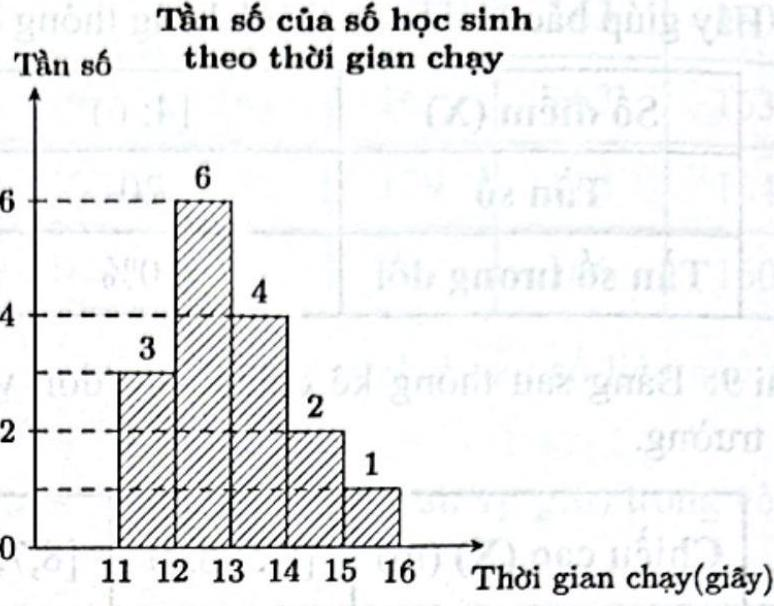 Tần số của số học sinh
theo thời gian chạy
Tần số
6
6
4
4
3
2
2
1
0
11 12 13 14 15 16
Thời gian chạy(giây)